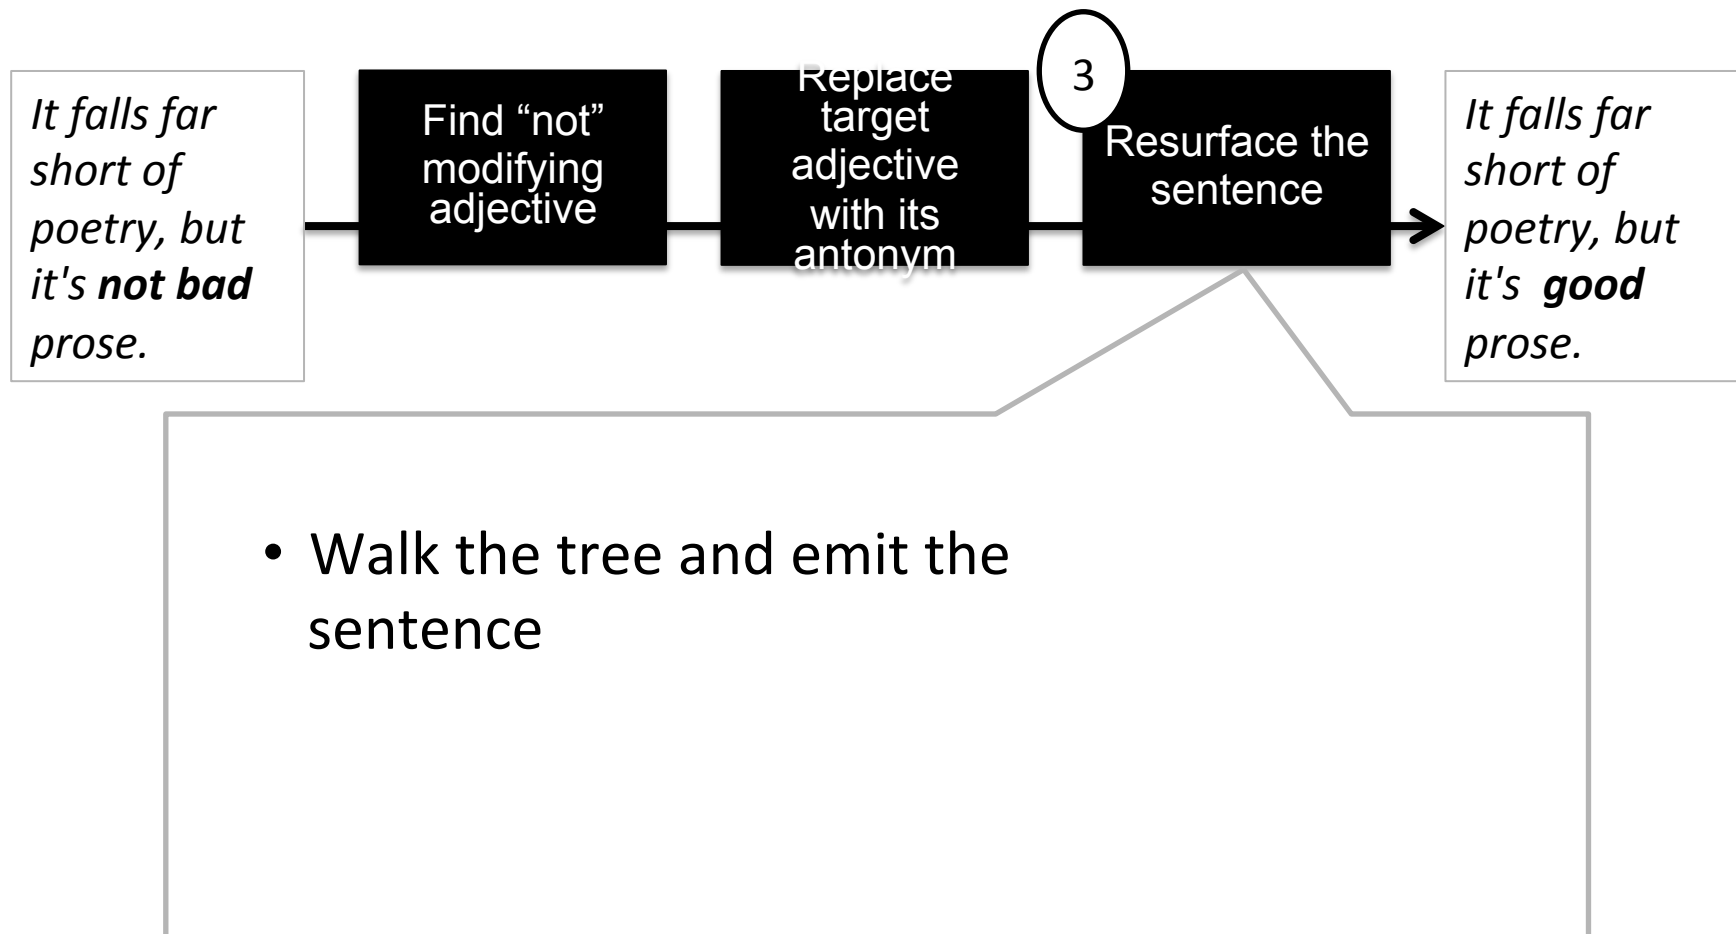 It falls far
short of
poetry, but
it's not bad
prose.
Find “not”
modifying
adjective
Replace
target
adjective
with its
antonym
3
Resurface the
sentence
It falls far
short of
poetry, but
it's  good
prose.
• Walk the tree and emit the
sentence